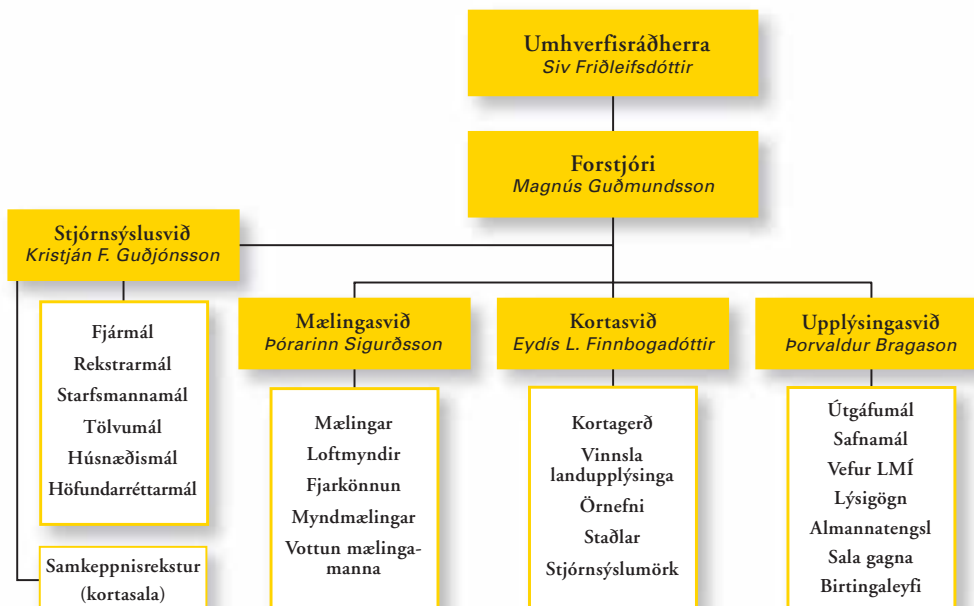 Umhverfisráðherra
Siv Friðleifsdóttir
Forstjóri
Magnús Guðmundsson
Stjórnsýslusvið
Kristján F. Guðjónsson
Fjármál
Rekstrarmál
Starfsmannamál
Tölvumál
Húsnæðismál
Höfundarréttarmál
Samkeppnisrekstur
(kortasala)
Mælingasvið
Þórarinn Sigurðsson
Mælingar
Loftmyndir
Fjarkönnun
Myndmælingar
Vottun mælinga-
manna
Kortasvið
Eydís L. Finnbogadóttir
Kortagerð
Vinnsla
landupplýsinga
Örnefni
Staðlar
Stjórnsýslumörk
Upplýsingasvið
Þorvaldur Bragason
Útgáfumál
Safnamál
Vefur LMÍ
Lýsigögn
Almannatengsl
Sala gagna
Birtingaleyfi